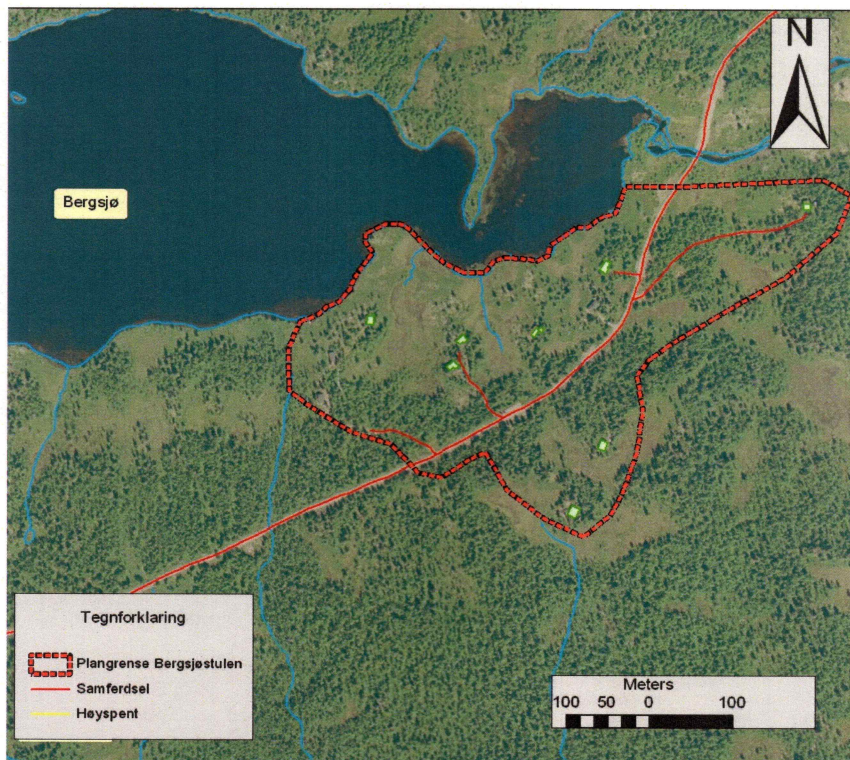 N
Bergsjø
Tegnforklaring
Plangrense Bergsjøstulen
Samferdsel
Høyspent
Meters
100 50 0 100